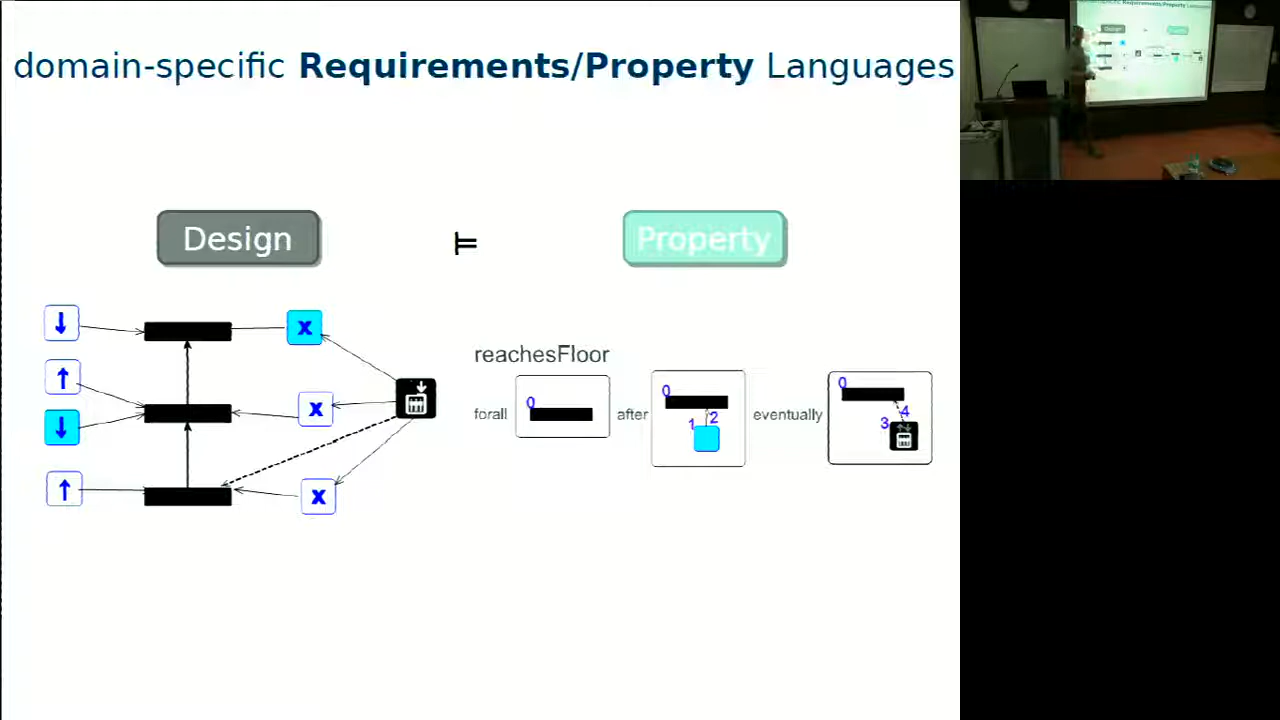 domain-specific Requirements/Property Languages
Design
⊨
Property
↓
x
↑
x
↓
↑
x
reachesFloor
forall
0
after
0
1
2
eventually
0
3
4